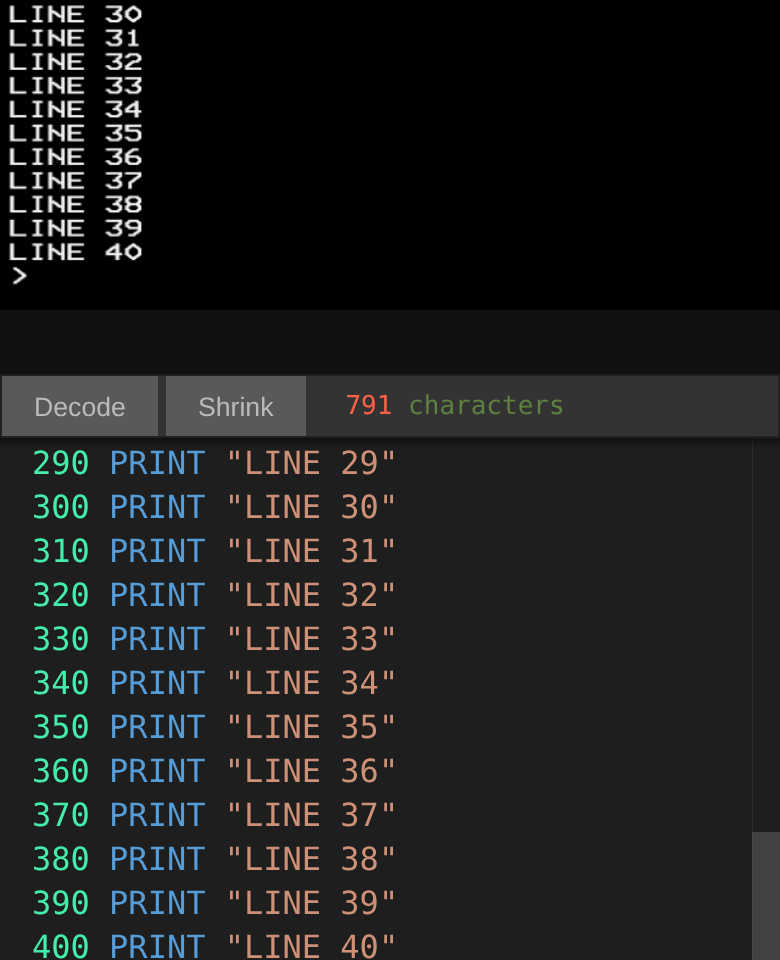 LINE 30
LINE 31
LINE 32
LINE 33
LINE 34
LINE 35
LINE 36
LINE 37
LINE 38
LINE 39
LINE 40
>
Decode Shrink 791 characters
290 PRINT "LINE 29"
300 PRINT "LINE 30"
310 PRINT "LINE 31"
320 PRINT "LINE 32"
330 PRINT "LINE 33"
340 PRINT "LINE 34"
350 PRINT "LINE 35"
360 PRINT "LINE 36"
370 PRINT "LINE 37"
380 PRINT "LINE 38"
390 PRINT "LINE 39"
400 PRINT "LINE 40"